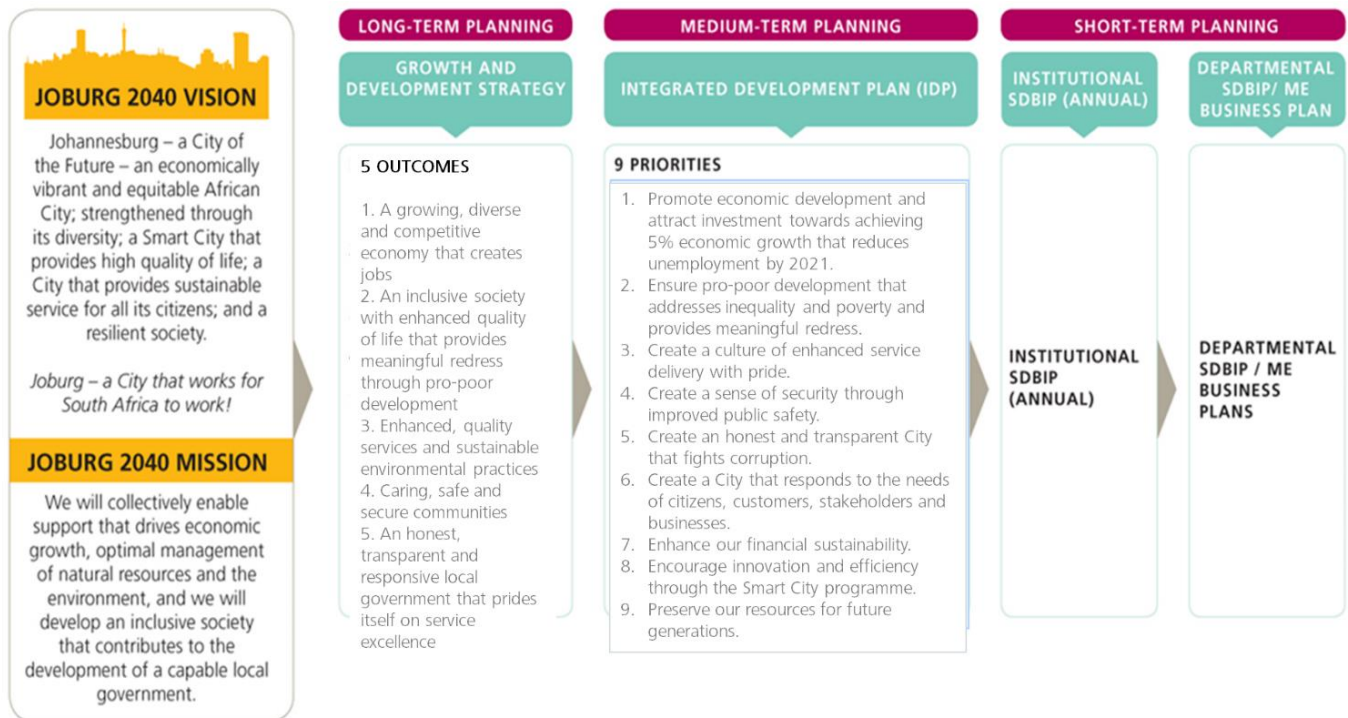 JOBURG 2040 VISION
Johannesburg – a City of
the Future – an economically
vibrant and equitable African
City; strengthened through
its diversity; a Smart City that
provides high quality of life; a
City that provides sustainable
service for all its citizens; and a
resilient society.
Joburg – a City that works for
South Africa to work!
JOBURG 2040 MISSION
We will collectively enable
support that drives economic
growth, optimal management
of natural resources and the
environment, and we will
develop an inclusive society
that contributes to the
development of a capable local
government.
LONG-TERM PLANNING
GROWTH AND
DEVELOPMENT STRATEGY
5 OUTCOMES
1. A growing, diverse
and competitive
economy that creates
jobs
2. An inclusive society
with enhanced quality
of life that provides
meaningful redress
through pro-poor
development
3. Enhanced, quality
services and sustainable
environmental practices
4. Caring, safe and
secure communities
5. An honest,
transparent and
responsive local
government that prides
itself on service
excellence
MEDIUM-TERM PLANNING
INTEGRATED DEVELOPMENT PLAN (IDP)
9 PRIORITIES
1. Promote economic development and
attract investment towards achieving
5% economic growth that reduces
unemployment by 2021.
2. Ensure pro-poor development that
addresses inequality and poverty and
provides meaningful redress.
3. Create a culture of enhanced service
delivery with pride.
4. Create a sense of security through
improved public safety.
5. Create an honest and transparent City
that fights corruption.
6. Create a City that responds to the needs
of citizens, customers, stakeholders and
businesses.
7. Enhance our financial sustainability.
8. Encourage innovation and efficiency
through the Smart City programme.
9. Preserve our resources for future
generations.
SHORT-TERM PLANNING
INSTITUTIONAL
SDBIP (ANNUAL)
INSTITUTIONAL
SDBIP
(ANNUAL)
DEPARTMENTAL
SDBIP/ ME
BUSINESS PLAN
DEPARTMENTAL
SDBIP / ME
BUSINESS
PLANS